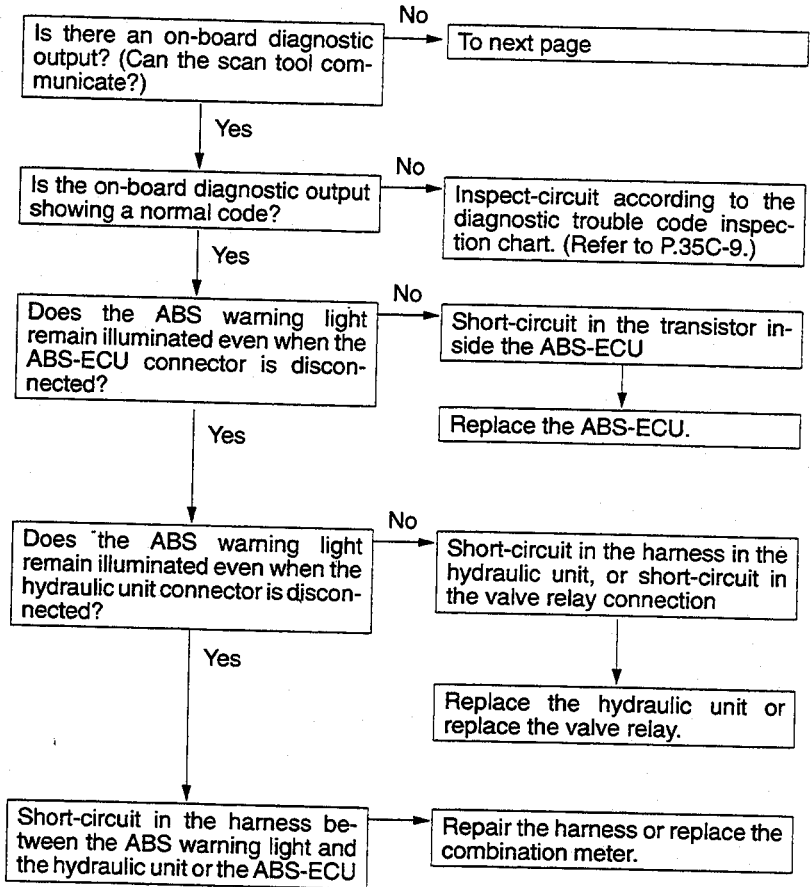 No
Is there an on-board diagnostic
output? (Can the scan tool com-
municate?)
To next page
Yes
No
Is the on-board diagnostic output
showing a normal code?
Inspect-circuit according to the
diagnostic trouble code inspec-
tion chart. (Refer to P.35C-9.)
Yes
No
Does the ABS warning light
remain illuminated even when the
ABS-ECU connector is discon-
nected?
Short-circuit in the transistor in-
side the ABS-ECU
Replace the ABS-ECU.
Yes
No
Does the ABS warning light
remain illuminated even when the
hydraulic unit connector is discon-
nected?
Short-circuit in the harness in the
hydraulic unit, or short-circuit in
the valve relay connection
Yes
Replace the hydraulic unit or
replace the valve relay.
Short-circuit in the harness be-
tween the ABS warning light and
the hydraulic unit or the ABS-ECU
Repair the harness or replace the
combination meter.